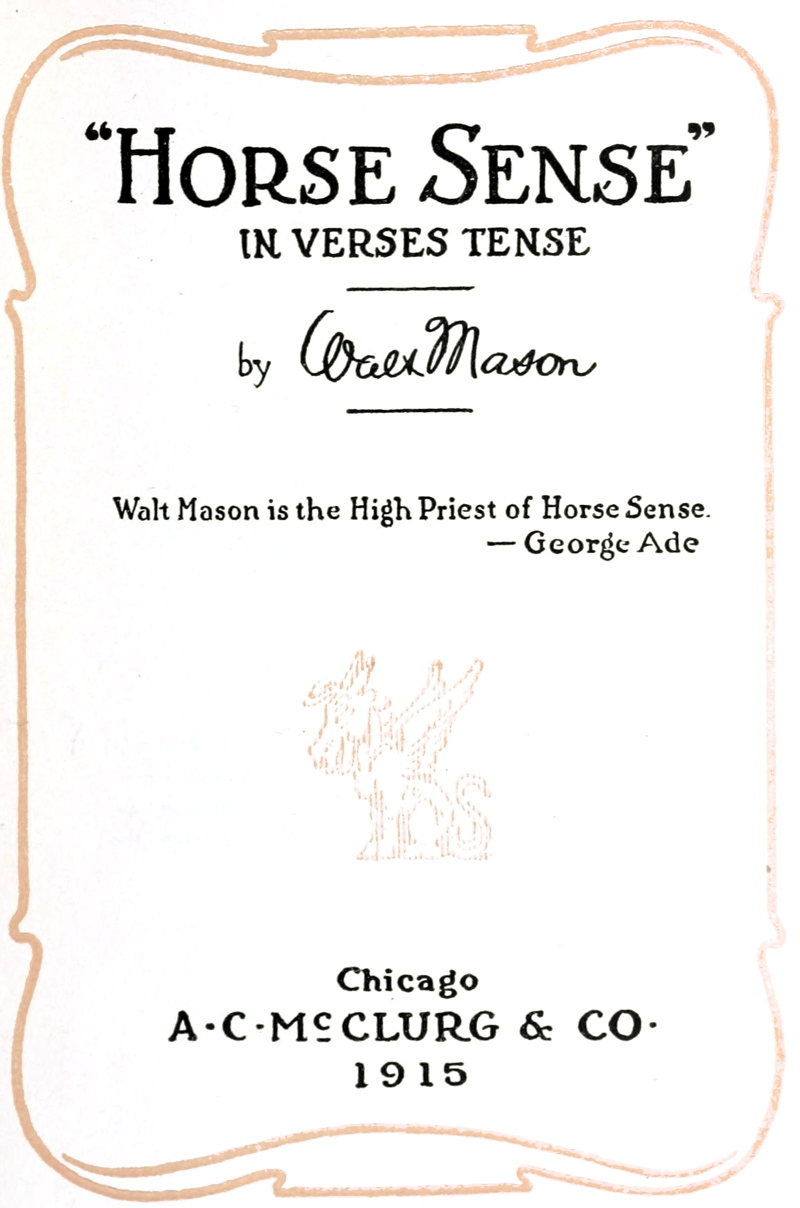 “HORSE SENSE”
IN VERSES TENSE
by Walt Mason
Walt Mason is the High Priest of Horse Sense.
— George Ade
Chicago
A·C·McCLURG & CO·
1915